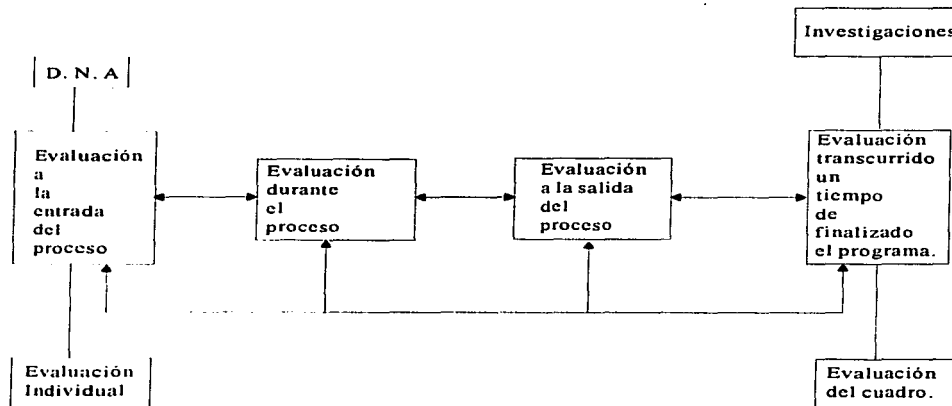 Investigaciones
D. N. A
Evaluación
a
la
entrada
del
proceso
Evaluación
durante
el
proceso
Evaluación
a la salida
del
proceso
Evaluación
transcurrido
un
tiempo
de
finalizado
el programa.
Evaluación
Individual
Evaluación
del cuadro.